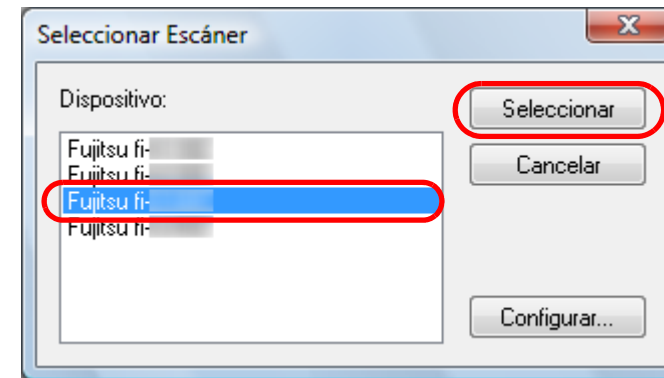 Seleccionar Escáner
Dispositivo:
Seleccionar
Fujitsu fi-
Fujitsu fi-
Fujitsu fi-
Fujitsu fi-
Cancelar
Configurar...